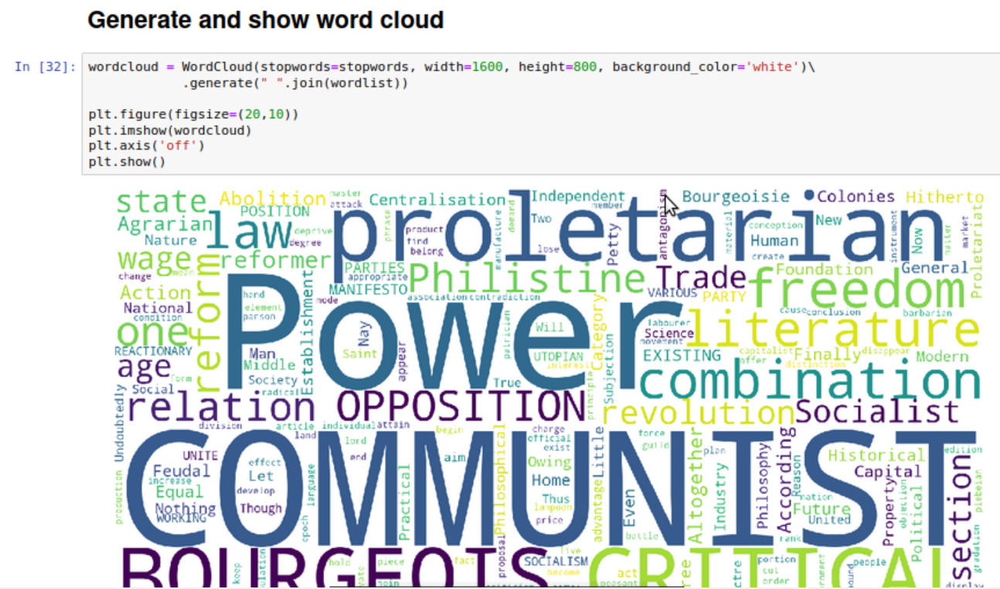 Generate and show word cloud
In [32]:
wordcloud = WordCloud(stopwords=stopwords, width=1600, height=800, background_color='white')\
.generate(" ".join(wordlist))
plt.figure(figsize=(20,10))
plt.imshow(wordcloud)
plt.axis('off')
plt.show()
state
Abolition
master
Centralisation
Independent
antagonism
Bourgeoisie
Colonies
Hitherto
POSITION
attack
proletarian
member
Agrarian
law
deprive
phrase
product
manufacture
demand
Two
Petty
material
conception
New
instrument
Now
matter
market
Proletariat
Nature
degree
find
belong
lose
Human
create
wage
reformer
PARTIES
appropriate
Philistine
Trade
Foundation
General
change
mean
reform
MANIFESTO
freedom
Action
mode
association
contradiction
VARIOUS
PARTY
National
hand
Establishment
Power
Category
cause
conclusion
barbarian
condition
element
parson
patrician
labourer
literature
one
Nay
Will
Science
movement
REACTIONARY
Man
Saint
appear
UTOPIAN
Subjection
EXISTING
capitalist
Finally
disappear
age
Middle
interest
offer
distinction
Modern
form
Society
True
combination
Social
radical
principle
Undoubtedly
relation
OPPOSITION
revolution
Socialist
division
article
individual
attain
begin
charge
force
According
edition
land
lord
official
guild
plan
COMMUNIST
UNITE
effect
end
aim
exist
Little
Altogether
Philosophy
Historical
Feudal
Let
language
Philosophical
Owing
Industry
Reason
Capital
increase
Practical
Home
section
Equal
develop
Thus
Even
nation
Property
objection
plebeian
production
Nothing
Though
lampoon
advantage
Future
Political
WORKING
epoch
price
battle
United
rank
gradation
BOURGEOIS
proposal
live
CRITICAL
keep
hold
piece
fact
SOCIALISM
portion
people
become
act
cut
order
peasant
display